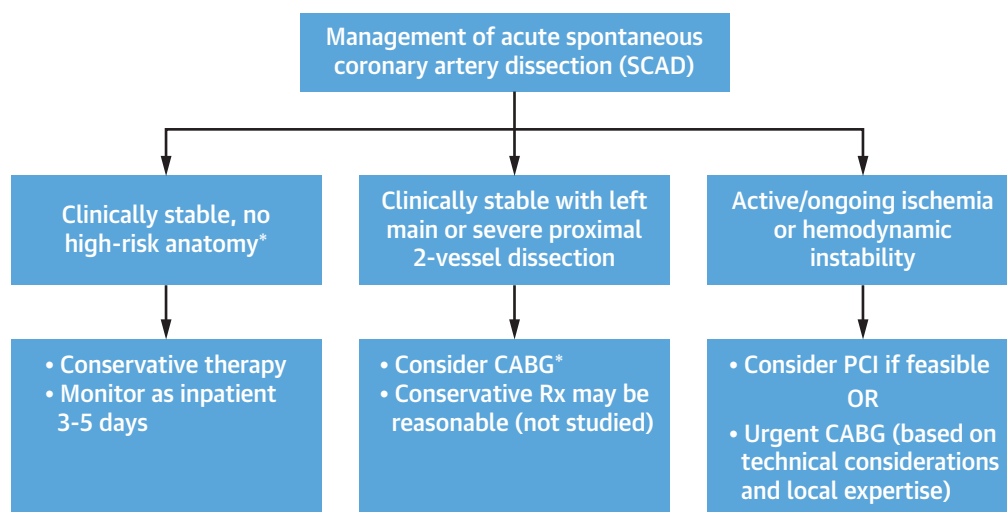 Management of acute spontaneous
coronary artery dissection (SCAD)
Clinically stable, no
high-risk anatomy*
Clinically stable with left
main or severe proximal
2-vessel dissection
Active/ongoing ischemia
or hemodynamic
instability
• Conservative therapy
• Monitor as inpatient
3-5 days
• Consider CABG*
• Conservative Rx may be
reasonable (not studied)
• Consider PCI if feasible
OR
• Urgent CABG (based on
technical considerations
and local expertise)